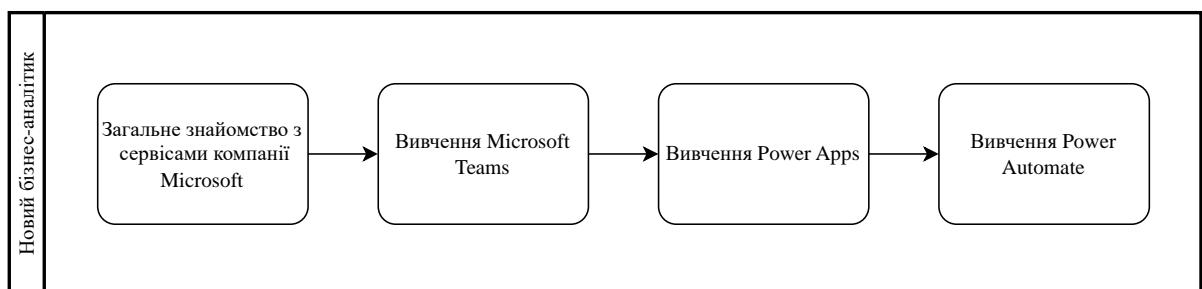 Новий бізнес-аналітик
Загальне знайомство з
сервісами компанії
Microsoft
Вивчення Microsoft
Teams
Вивчення Power Apps
Вивчення Power
Automate